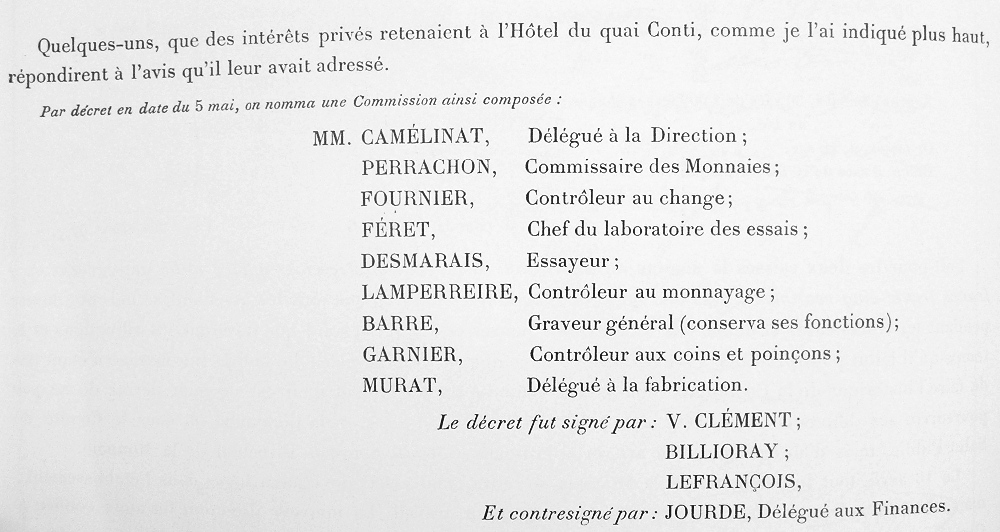 Quelques-uns, que des intérêts privés retenaient à l'Hôtel du quai Conti, comme je l'ai indiqué plus haut,
répondirent à l'avis qu'il leur avait adressé.
Par décret en date du 5 mai, on nomma une Commission ainsi composée :
MM. CAMÉLINAT, Délégué à la Direction ;
PERRACHON, Commissaire des Monnaies ;
FOURNIER, Contrôleur au change ;
FÉRET, Chef du laboratoire des essais ;
DESMARAIS, Essayeur ;
LAMPERREIRE, Contrôleur au monnayage ;
BARRE, Graveur général (conserva ses fonctions) ;
GARNIER, Contrôleur aux coins et poinçons ;
MURAT, Délégué à la fabrication.
Le décret fut signé par : V. CLÉMENT ;
BILLIORAY ;
LEFRANÇOIS,
Et contresigné par : JOURDE, Délégué aux Finances.